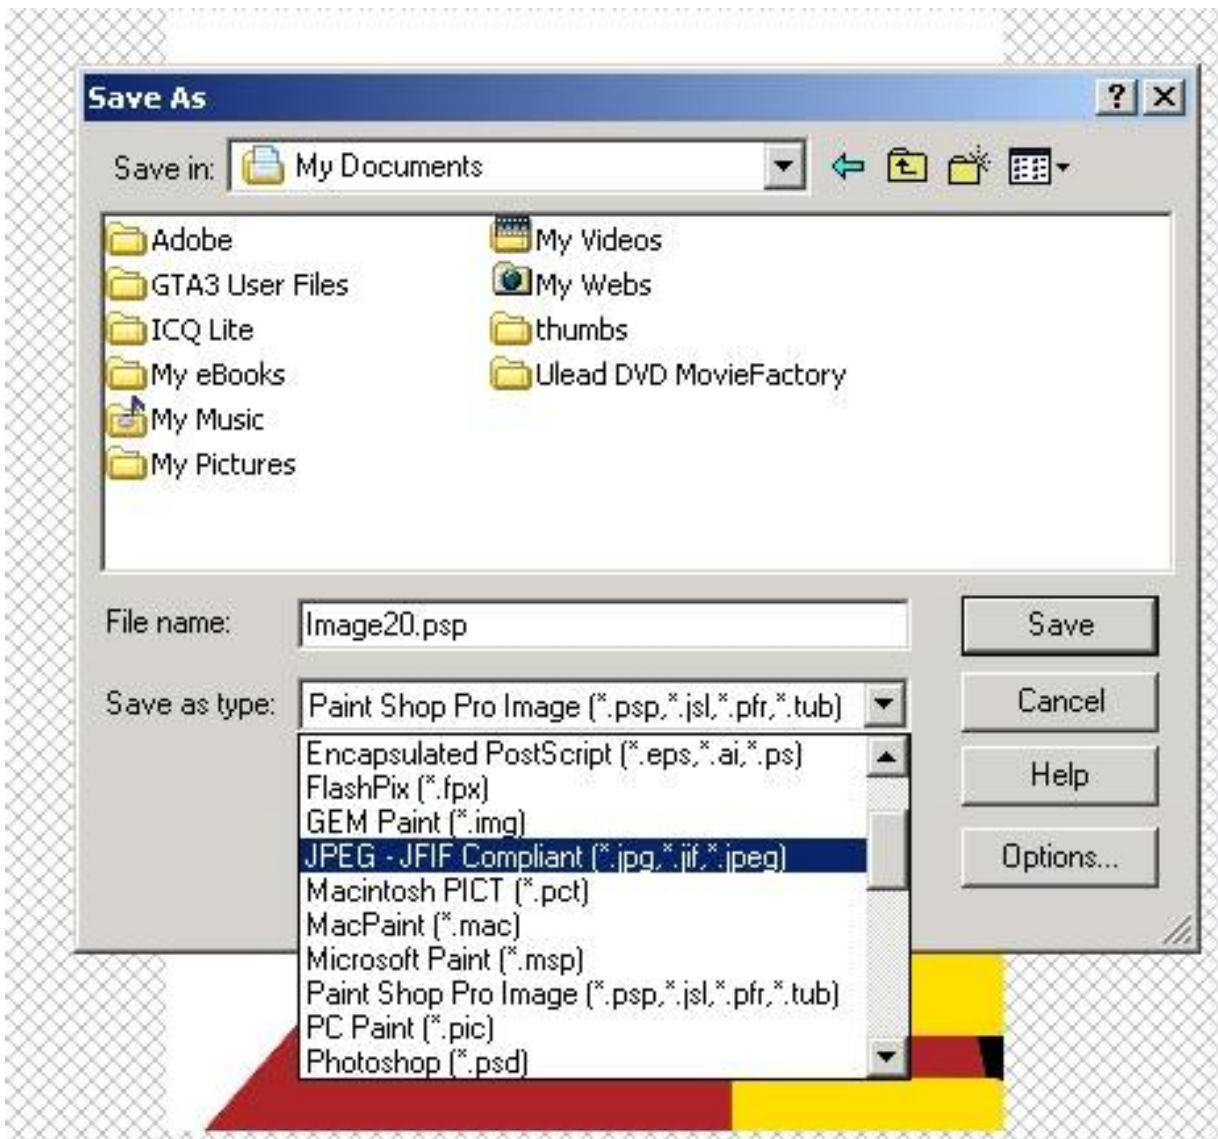 Save As
Save in: My Documents
Adobe
GTA3 User Files
ICQ Lite
My eBooks
My Music
My Pictures
My Videos
My Webs
thumbs
Ulead DVD MovieFactory
File name: Image20.psp Save
Save as type: Paint Shop Pro Image (*.psp,*.jsl,*.pfr,*.tub) Cancel
Encapsulated PostScript (*.eps,*.ai,*.ps)
FlashPix (*.fpx)
GEM Paint (*.img)
JPEG - JFIF Compliant (*.jpg,*.jif,*.jpeg)
Macintosh PICT (*.pct)
MacPaint (*.mac)
Microsoft Paint (*.msp)
Paint Shop Pro Image (*.psp,*.jsl,*.pfr,*.tub)
PC Paint (*.pic)
Photoshop (*.psd)
Help
Options...